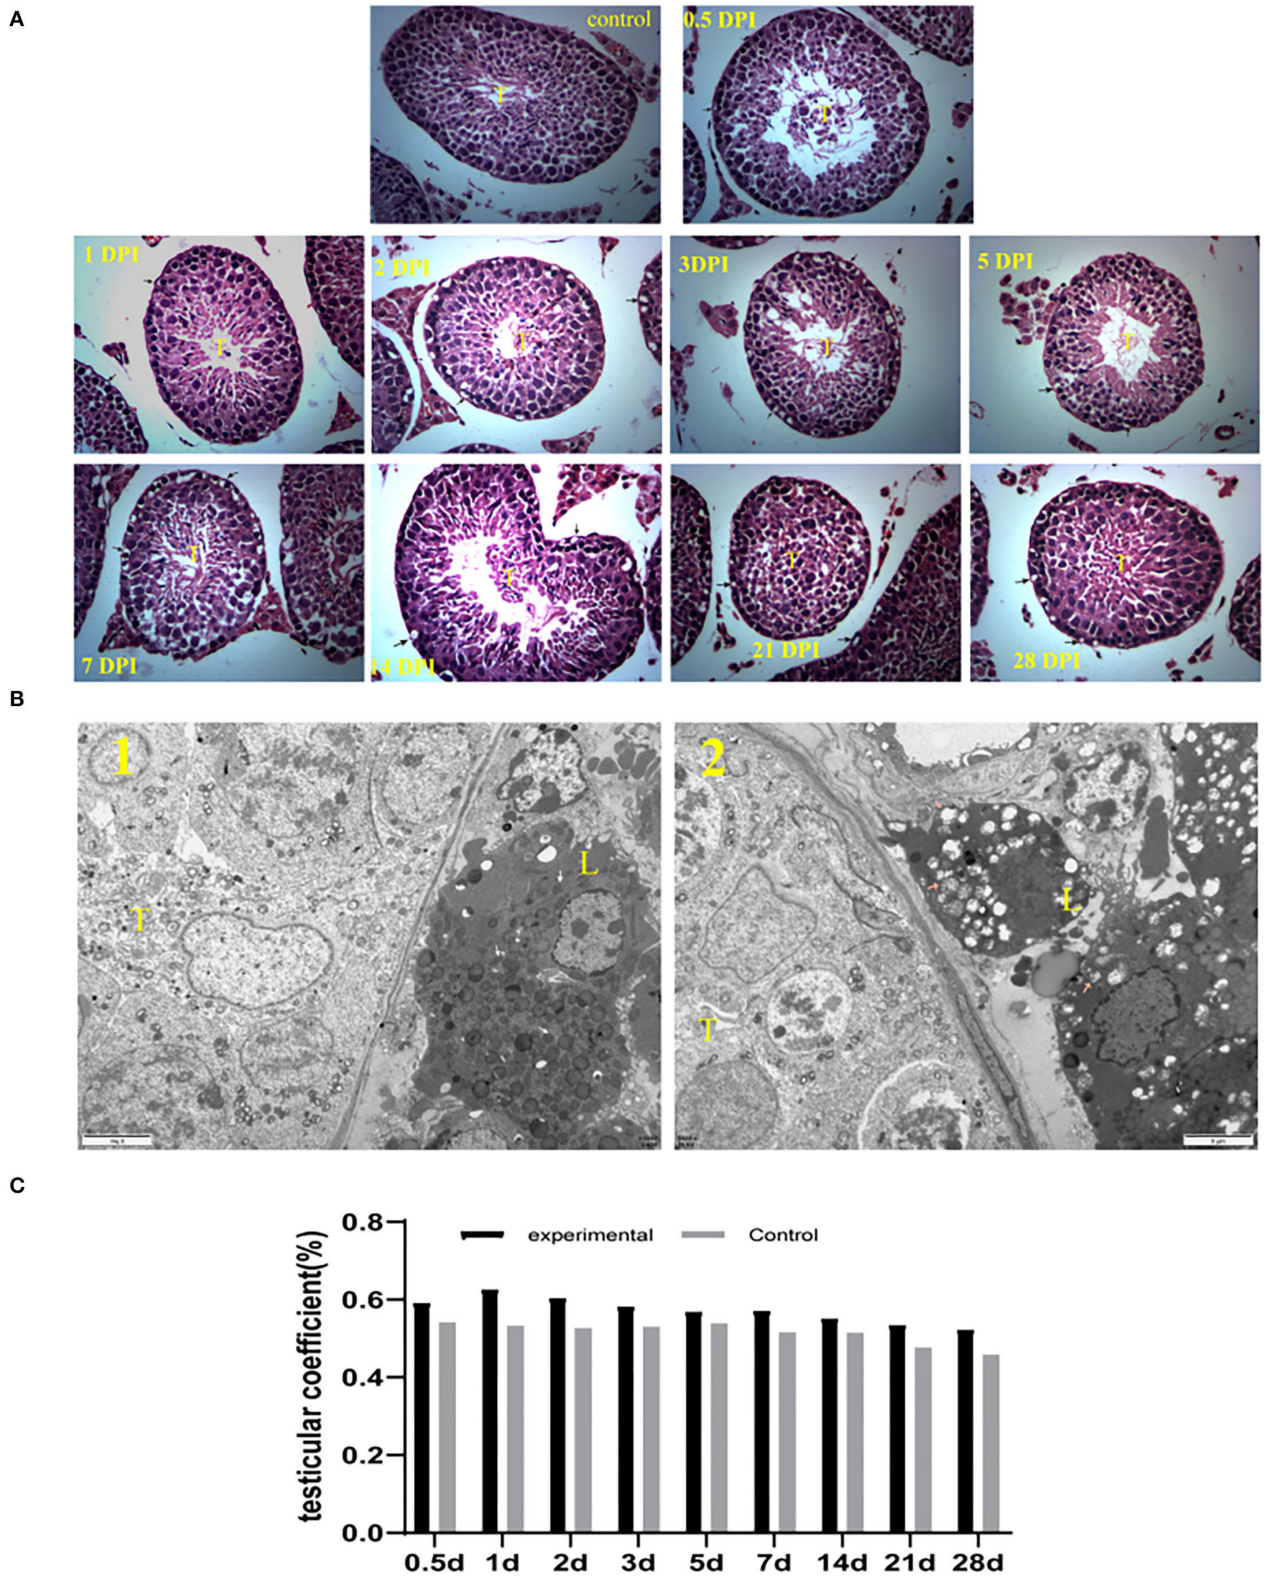 A
control
T
0.5 DPI
T
1 DPI
T
2 DPI
T
3DPI
T
5 DPI
T
7 DPI
T
14 DPI
T
21 DPI
T
28 DPI
T
B
1
T
L
2
T
L
5 μm
C
testicular coefficient(%)
experimental
Control
0.8
0.6
0.4
0.2
0.0
0.5d 1d 2d 3d 5d 7d 14d 21d 28d